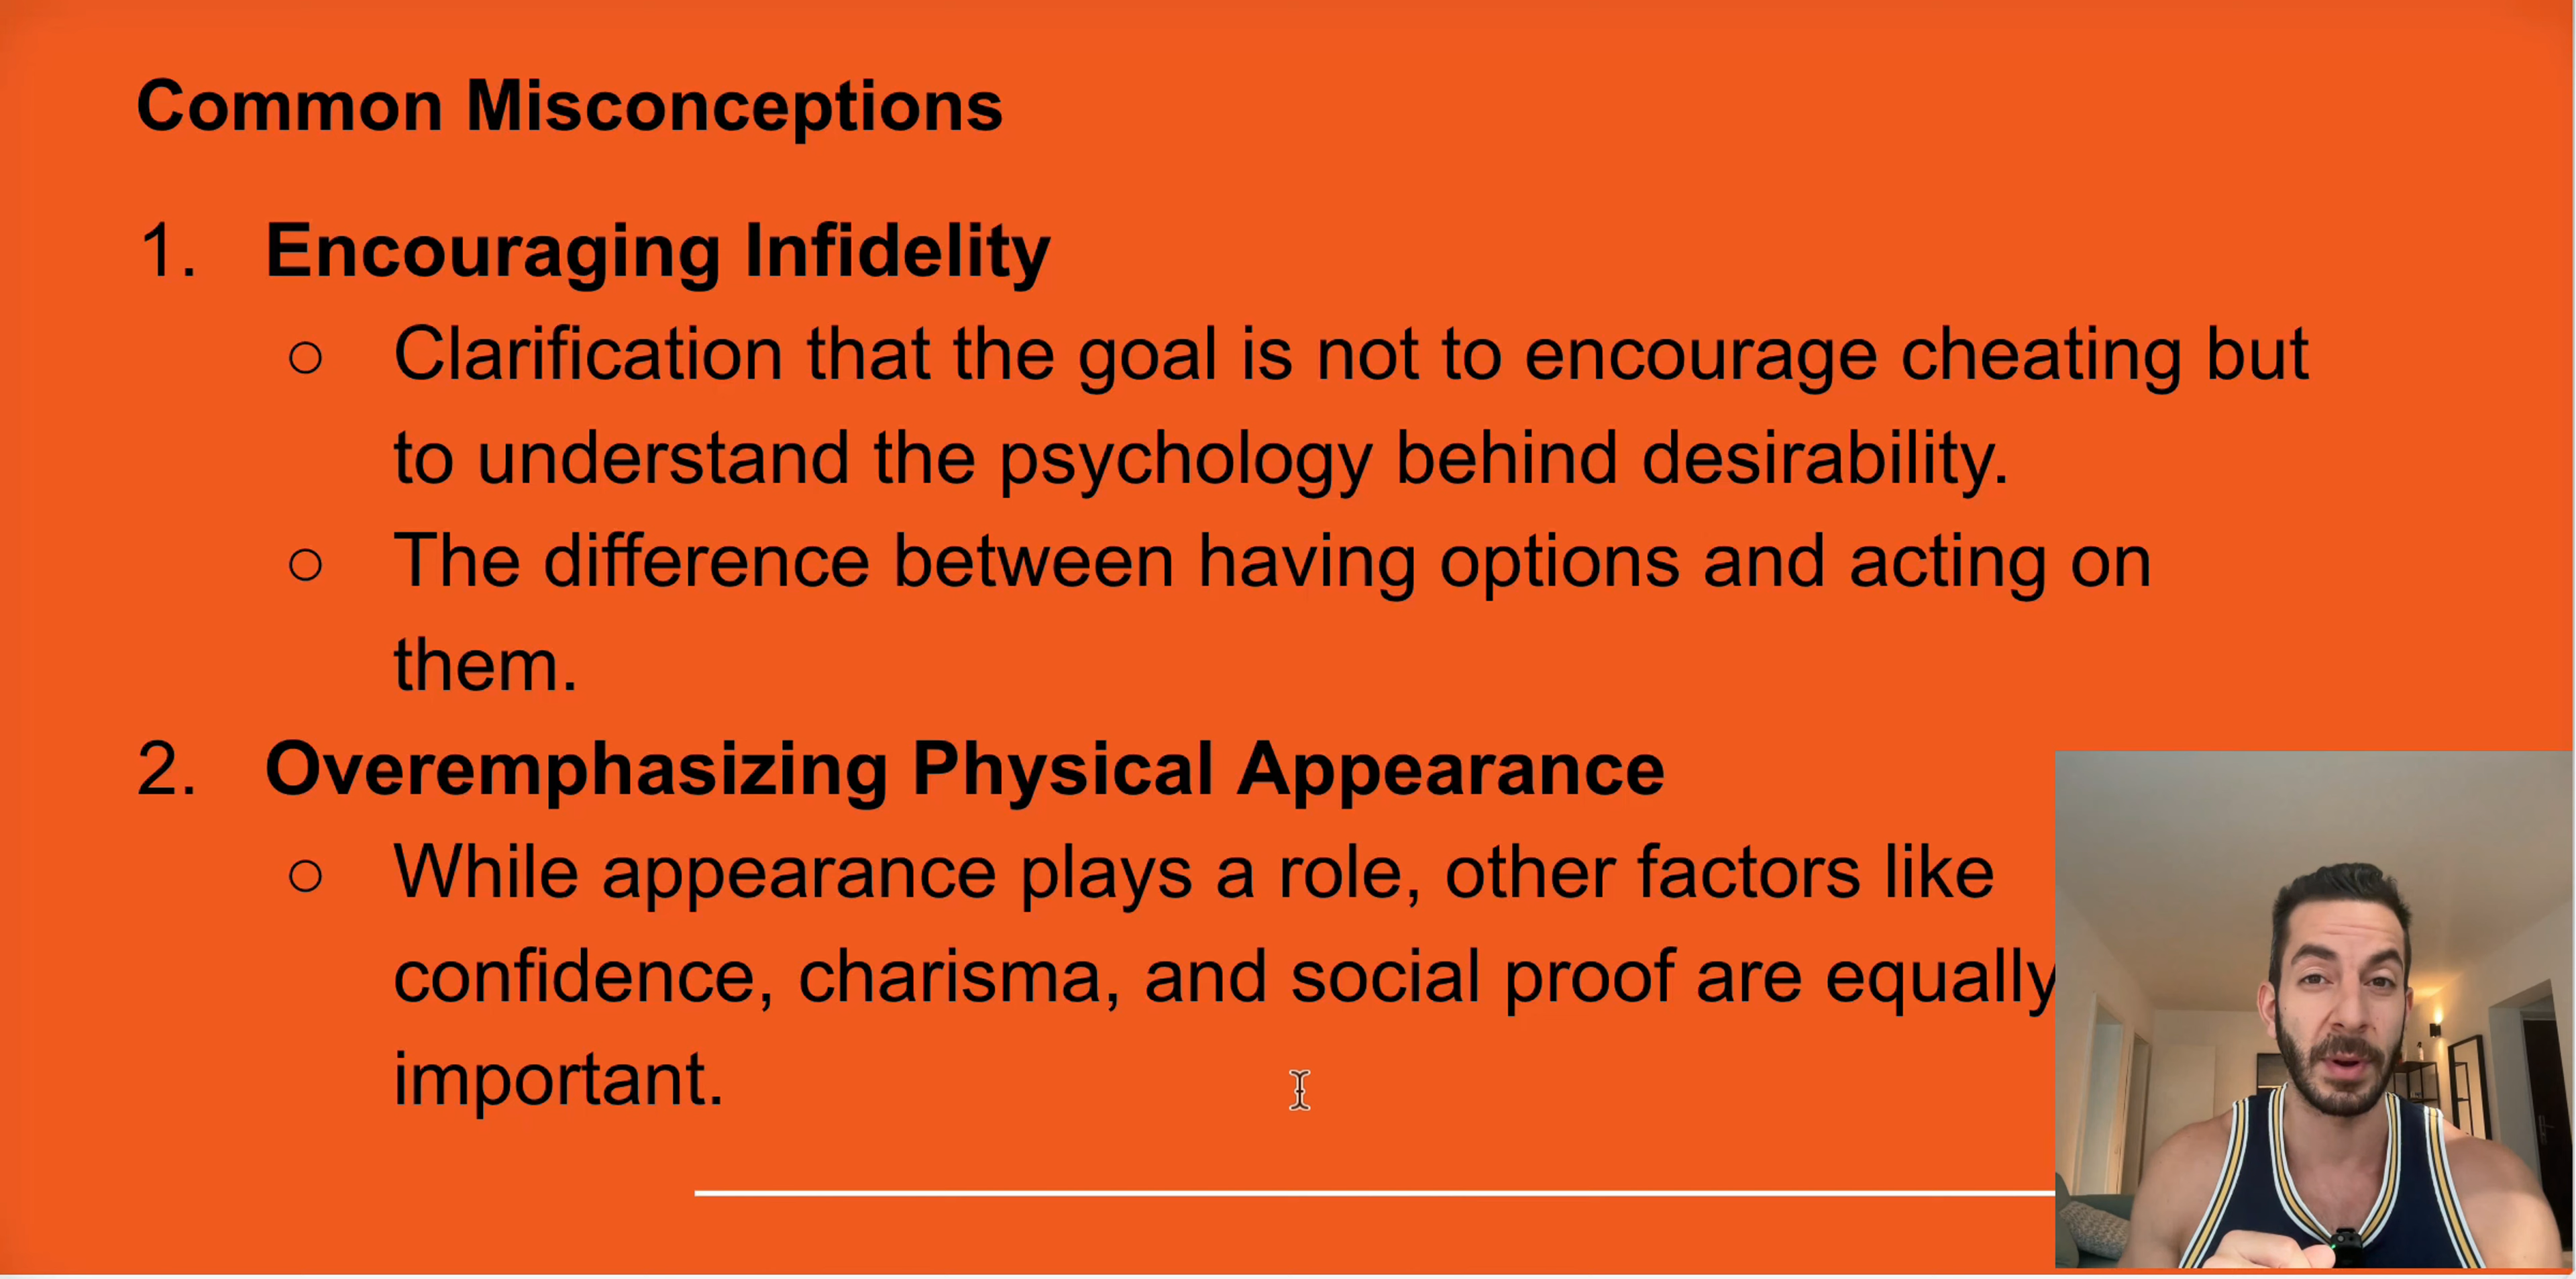 Common Misconceptions
1. Encouraging Infidelity
○ Clarification that the goal is not to encourage cheating but
to understand the psychology behind desirability.
○ The difference between having options and acting on
them.
2. Overemphasizing Physical Appearance
○ While appearance plays a role, other factors like
confidence, charisma, and social proof are equally
important.